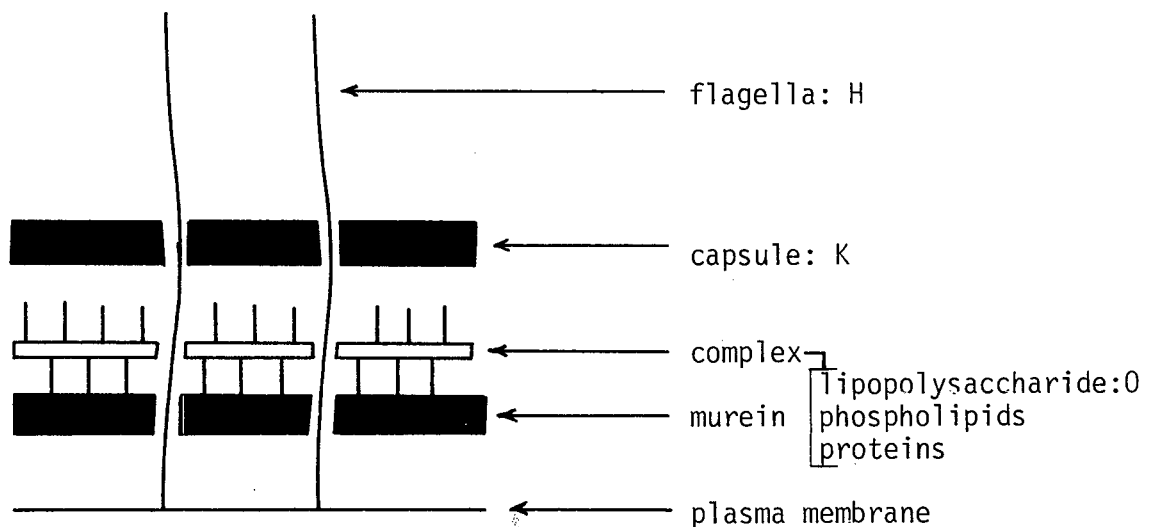 flagella: H
capsule: K
complex
lipopolysaccharide:O
murein
phospholipids
proteins
plasma membrane